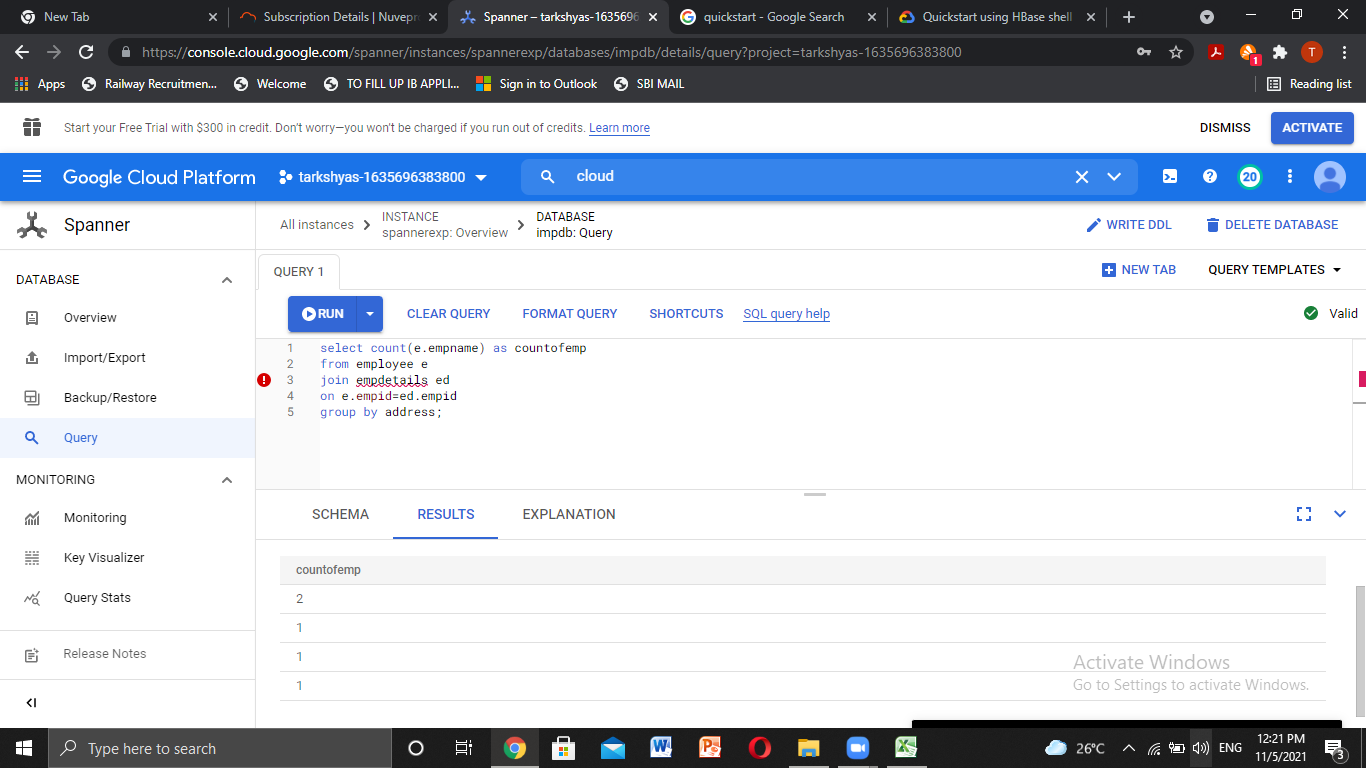 New Tab
Subscription Details | Nuvepr
Spanner – tarkshyas-1635696
quickstart - Google Search
Quickstart using HBase shell
https://console.cloud.google.com/spanner/instances/spannerexp/databases/impdb/details/query?project=tarkshyas-1635696383800
1
T
Apps
Railway Recruitmen...
Welcome
TO FILL UP IB APPLI...
Sign in to Outlook
SBI MAIL
Reading list
Start your Free Trial with $300 in credit. Don't worry—you won't be charged if you run out of credits. Learn more
DISMISS
ACTIVATE
Google Cloud Platform
tarkshyas-1635696383800
cloud
20
Spanner
All instances
INSTANCE
spannerexp: Overview
DATABASE
impdb: Query
WRITE DDL
DELETE DATABASE
DATABASE
Overview
Import/Export
Backup/Restore
Query
MONITORING
Monitoring
Key Visualizer
Query Stats
Release Notes
QUERY 1
NEW TAB
QUERY TEMPLATES
RUN
CLEAR QUERY
FORMAT QUERY
SHORTCUTS
SQL query help
Valid
1 select count(e.empname) as countofemp
2 from employee e
3 join empdetails ed
4 on e.empid=ed.empid
5 group by address;
SCHEMA
RESULTS
EXPLANATION
countofemp
2
1
1
1
Activate Windows
Go to Settings to activate Windows.
Type here to search
26°C
ENG
12:21 PM
11/5/2021
3